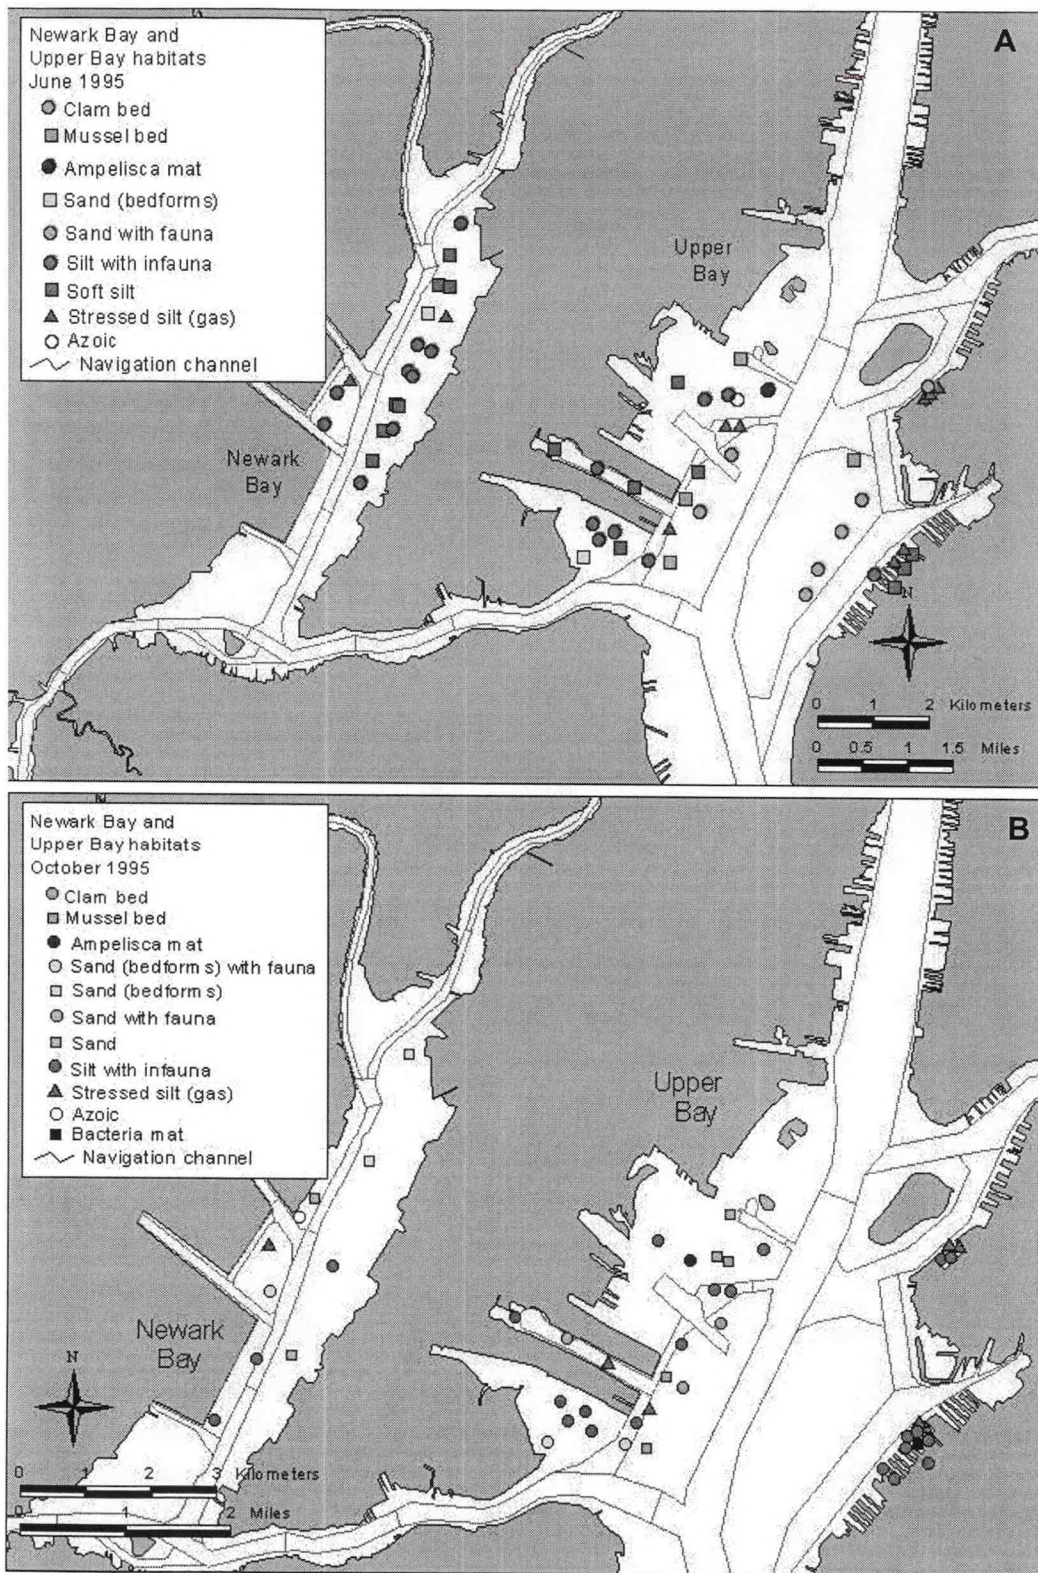 Newark Bay and
Upper Bay habitats
June 1995
Clam bed
Mussel bed
Ampelisca mat
Sand (bedforms)
Sand with fauna
Silt with infauna
Soft silt
Stressed silt (gas)
Azoic
Navigation channel
A
Upper
Bay
Newark
Bay
N
0 1 2 Kilometers
0 0.5 1 1.5 Miles
Newark Bay and
Upper Bay habitats
October 1995
Clam bed
Mussel bed
Ampelisca mat
Sand (bedforms) with fauna
Sand (bedforms)
Sand with fauna
Sand
Silt with infauna
Stressed silt (gas)
Azoic
Bacteria mat
Navigation channel
B
Upper
Bay
Newark
Bay
N
0 1 2 3 Kilometers
0 1 2 Miles